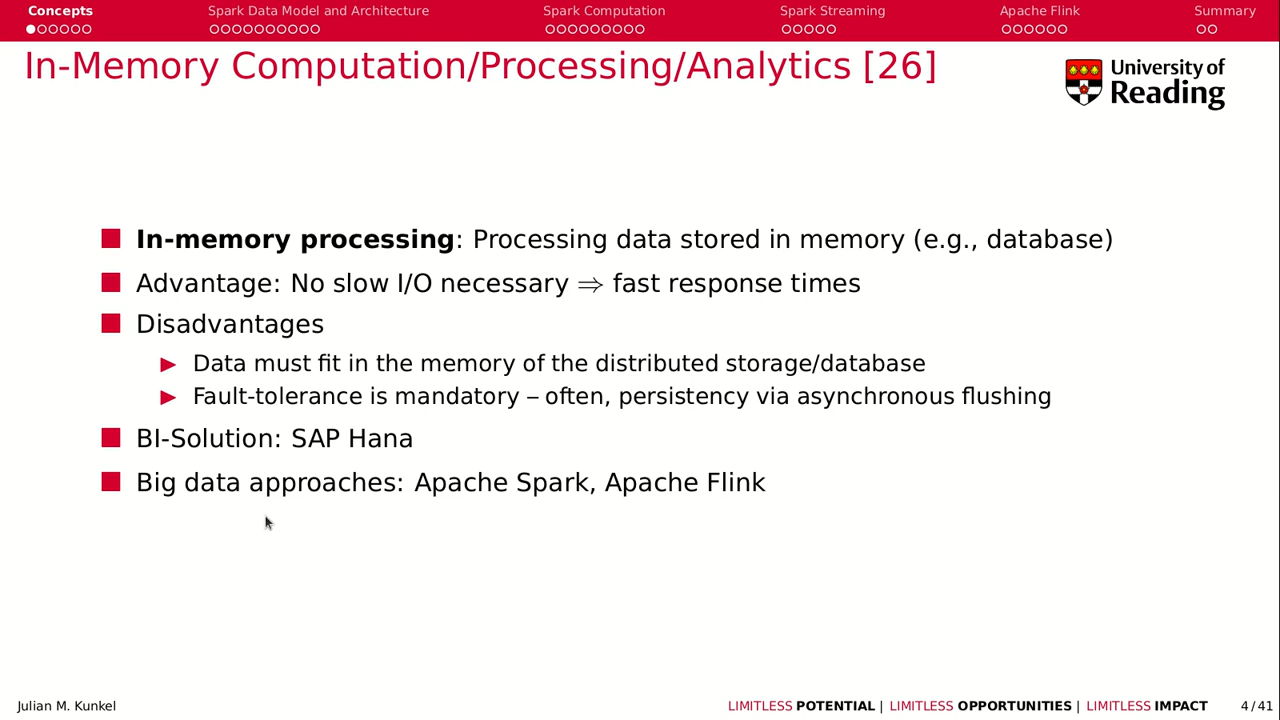 Concepts Spark Data Model and Architecture Spark Computation Spark Streaming Apache Flink Summary
In-Memory Computation/Processing/Analytics [26]
University of
Reading
In-memory processing: Processing data stored in memory (e.g., database)
Advantage: No slow I/O necessary ⇒ fast response times
Disadvantages
Data must fit in the memory of the distributed storage/database
Fault-tolerance is mandatory – often, persistency via asynchronous flushing
BI-Solution: SAP Hana
Big data approaches: Apache Spark, Apache Flink
Julian M. Kunkel LIMITLESS POTENTIAL | LIMITLESS OPPORTUNITIES | LIMITLESS IMPACT 4/41